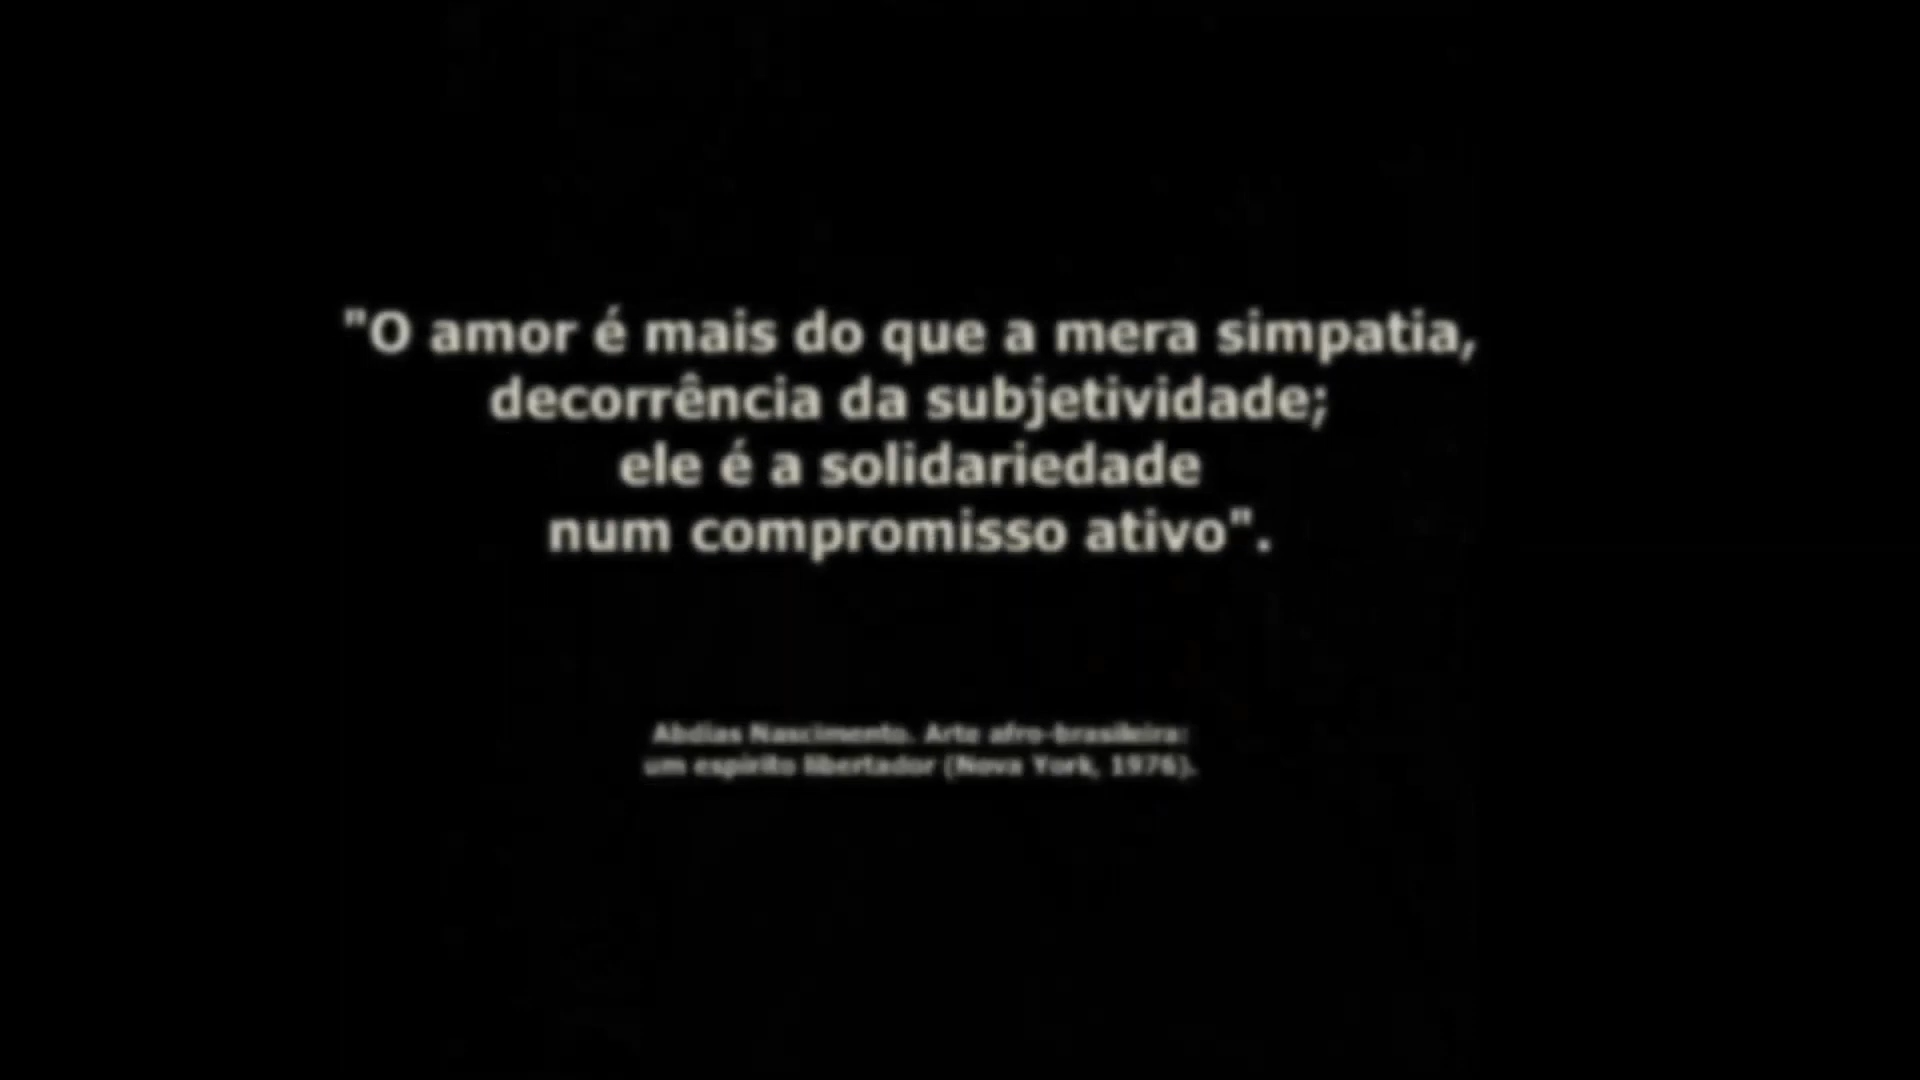 "O amor é mais do que a mera simpatia,
decorrência da subjetividade;
ele é a solidariedade
num compromisso ativo".
Abdias Nascimento. Arte afro-brasileira:
um espírito libertador (Nova York, 1976).